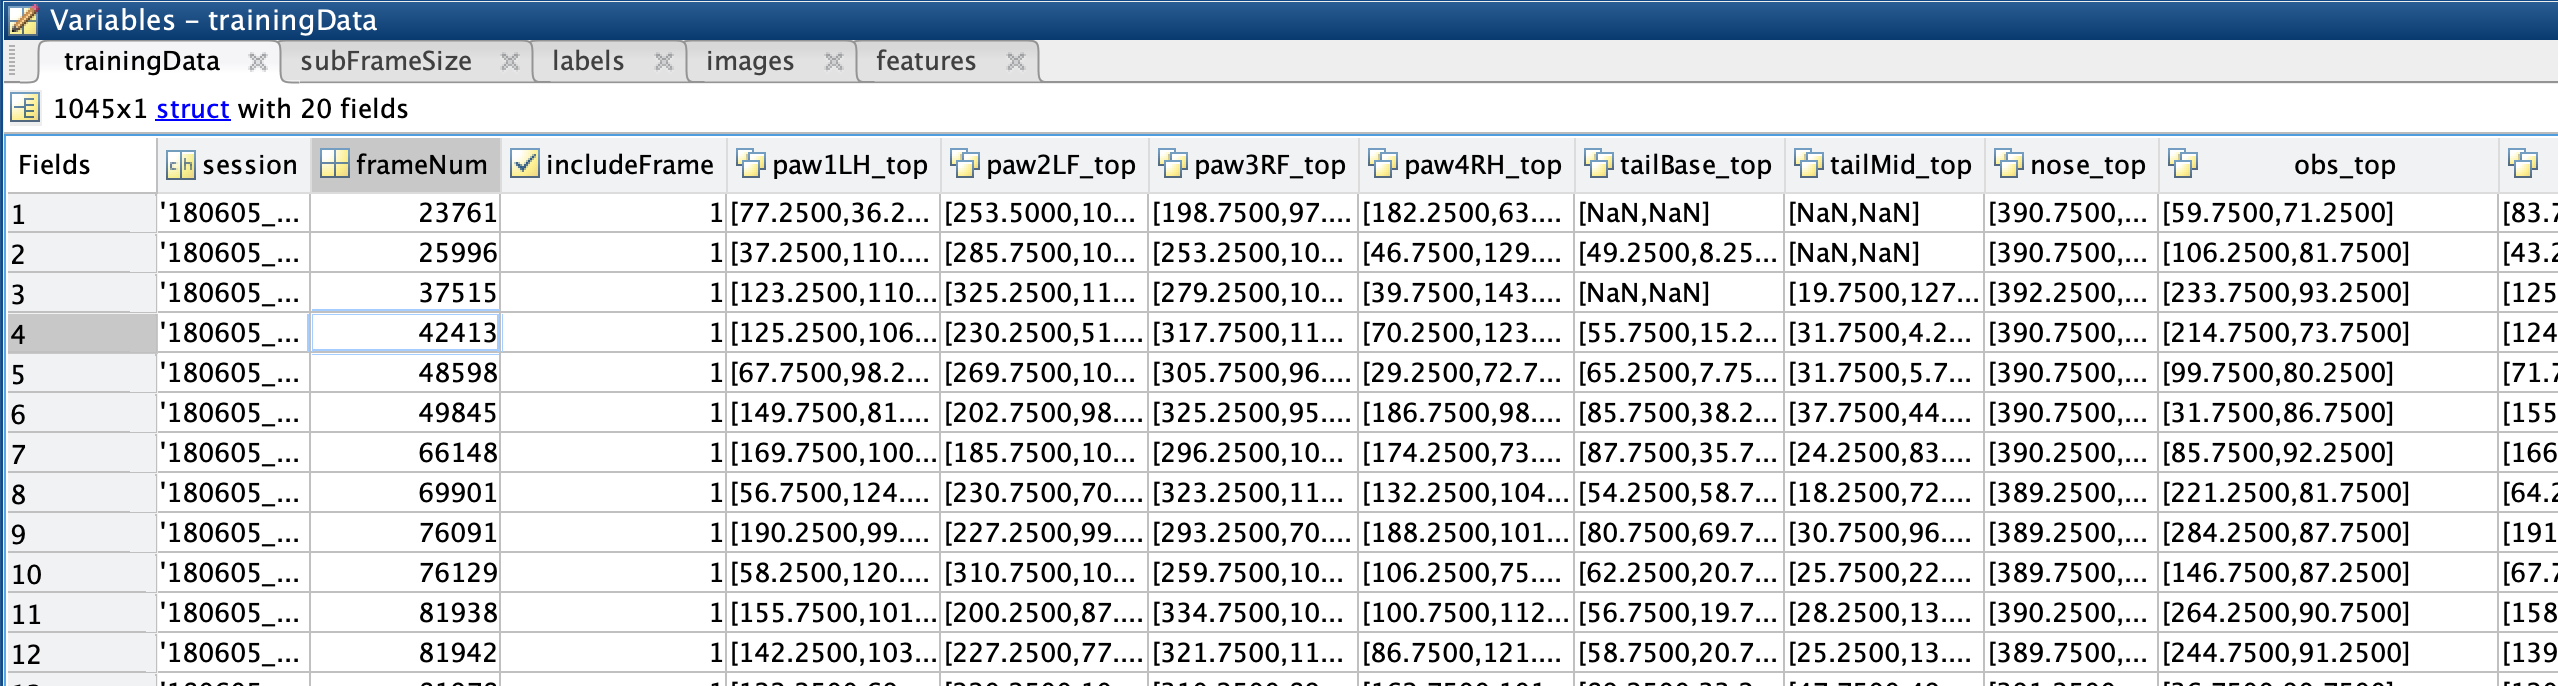 Variables – trainingData
trainingData subFrameSize labels images features
1045x1 struct with 20 fields
Fields session frameNum includeFrame paw1LH_top paw2LF_top paw3RF_top paw4RH_top tailBase_top tailMid_top nose_top obs_top
1 '180605_... 23761 1 [77.2500,36.2... [253.5000,10... [198.7500,97.... [182.2500,63.... [NaN,NaN] [NaN,NaN] [390.7500,... [59.7500,71.2500] [83.7
2 '180605_... 25996 1 [37.2500,110.... [285.7500,10... [253.2500,10... [46.7500,129.... [49.2500,8.25... [NaN,NaN] [390.7500,... [106.2500,81.7500] [43.2
3 '180605_... 37515 1 [123.2500,110... [325.2500,11... [279.2500,10... [39.7500,143.... [NaN,NaN] [19.7500,127... [392.2500,... [233.7500,93.2500] [125
4 '180605_... 42413 1 [125.2500,106... [230.2500,51.... [317.7500,11... [70.2500,123.... [55.7500,15.2... [31.7500,4.2... [390.7500,... [214.7500,73.7500] [124
5 '180605_... 48598 1 [67.7500,98.2... [269.7500,10... [305.7500,96.... [29.2500,72.7... [65.2500,7.75... [31.7500,5.7... [390.7500,... [99.7500,80.2500] [71.7
6 '180605_... 49845 1 [149.7500,81.... [202.7500,98.... [325.2500,95.... [186.7500,98.... [85.7500,38.2... [37.7500,44.... [390.7500,... [31.7500,86.7500] [155
7 '180605_... 66148 1 [169.7500,100... [185.7500,10... [296.2500,10... [174.2500,73.... [87.7500,35.7... [24.2500,83.... [390.2500,... [85.7500,92.2500] [166
8 '180605_... 69901 1 [56.7500,124.... [230.7500,70.... [323.2500,11... [132.2500,104... [54.2500,58.7... [18.2500,72.... [389.2500,... [221.2500,81.7500] [64.2
9 '180605_... 76091 1 [190.2500,99.... [227.2500,99.... [293.2500,70.... [188.2500,101... [80.7500,69.7... [30.7500,96.... [389.2500,... [284.2500,87.7500] [191
10 '180605_... 76129 1 [58.2500,120.... [310.7500,10... [259.7500,10... [106.2500,75.... [62.2500,20.7... [25.7500,22.... [389.7500,... [146.7500,87.2500] [67.7
11 '180605_... 81938 1 [155.7500,101... [200.2500,87.... [334.7500,10... [100.7500,112... [56.7500,19.7... [28.2500,13.... [390.2500,... [264.2500,90.7500] [158
12 '180605_... 81942 1 [142.2500,103... [227.2500,77.... [321.7500,11... [86.7500,121.... [58.7500,20.7... [25.2500,13.... [389.7500,... [244.7500,91.2500] [139